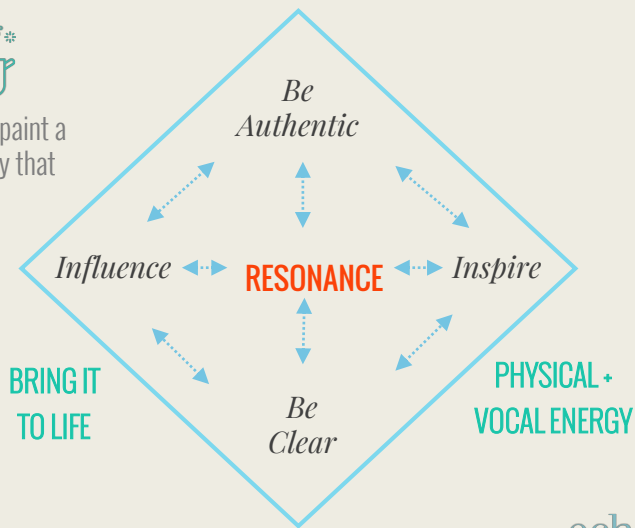 Be
Authentic
paint a
y that
Influence
RESONANCE
Inspire
BRING IT
TO LIFE
PHYSICAL +
VOCAL ENERGY
Be
Clear